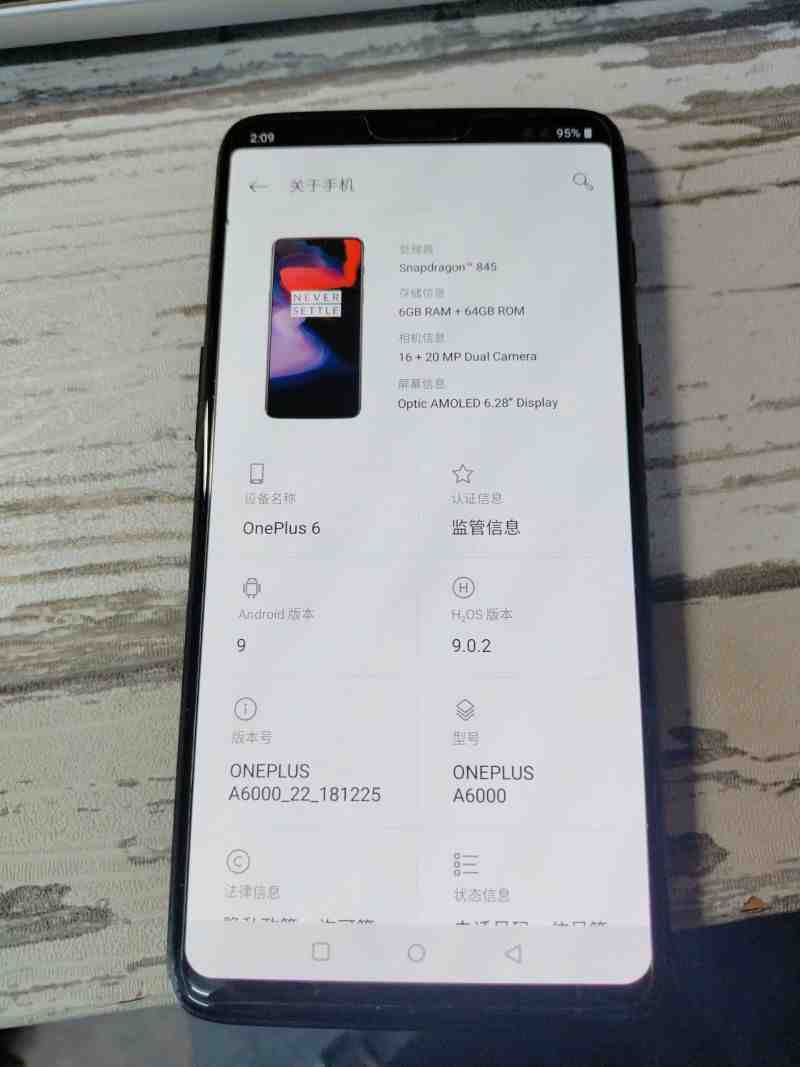 2:09
95%
关于手机
处理器
Snapdragon™ 845
存储信息
6GB RAM + 64GB ROM
相机信息
16 + 20 MP Dual Camera
屏幕信息
Optic AMOLED 6.28" Display
NEVER
SETTLE
设备名称
OnePlus 6
认证信息
监管信息
Android 版本
9
H₂OS 版本
9.0.2
版本号
ONEPLUS
A6000_22_181225
型号
ONEPLUS
A6000
法律信息
状态信息